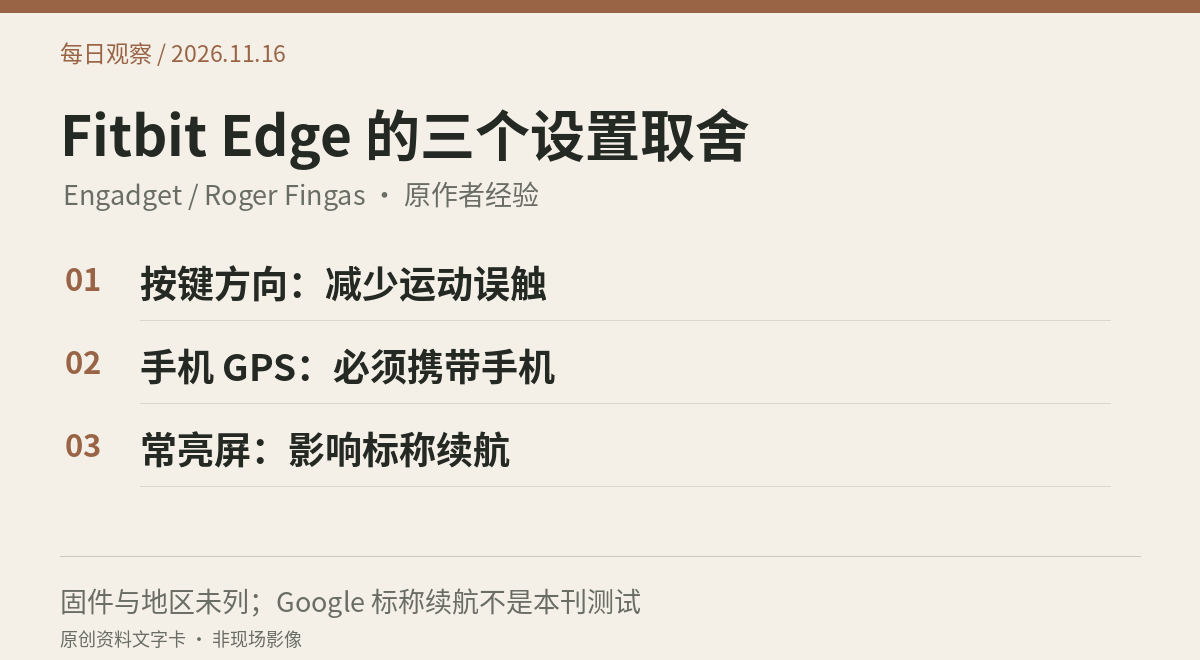 每日观察 / 2026.11.16
Fitbit Edge 的三个设置取舍
Engadget / Roger Fingas · 原作者经验
01 按键方向：减少运动误触
02 手机 GPS：必须携带手机
03 常亮屏：影响标称续航
固件与地区未列；Google 标称续航不是本刊测试
原创资料文字卡 · 非现场影像